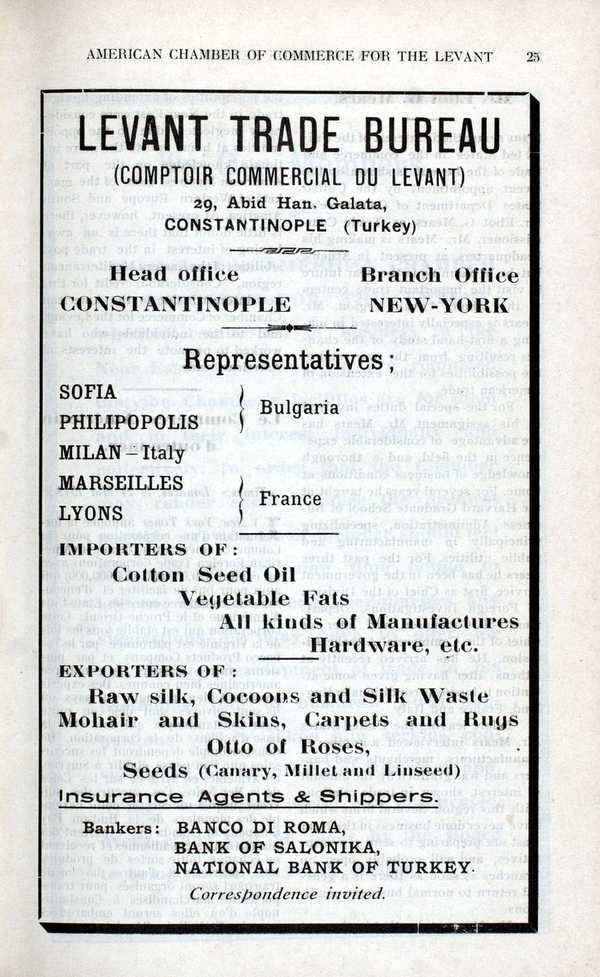 AMERICAN CHAMBER OF COMMERCE FOR THE LEVANT 25
LEVANT TRADE BUREAU
(COMPTOIR COMMERCIAL DU LEVANT)
29, Abid Han, Galata,
CONSTANTINOPLE (Turkey)
Head office Branch Office
CONSTANTINOPLE NEW-YORK
Representatives;
SOFIA
PHILIPOPOLIS } Bulgaria
MILAN – Italy
MARSEILLES
LYONS } France
IMPORTERS OF:
Cotton Seed Oil
Vegetable Fats
All kinds of Manufactures
Hardware, etc.
EXPORTERS OF:
Raw silk, Cocoons and Silk Waste
Mohair and Skins, Carpets and Rugs
Otto of Roses,
Seeds (Canary, Millet and Linseed)
Insurance Agents & Shippers.
Bankers: BANCO DI ROMA,
BANK OF SALONIKA,
NATIONAL BANK OF TURKEY.
Correspondence invited.